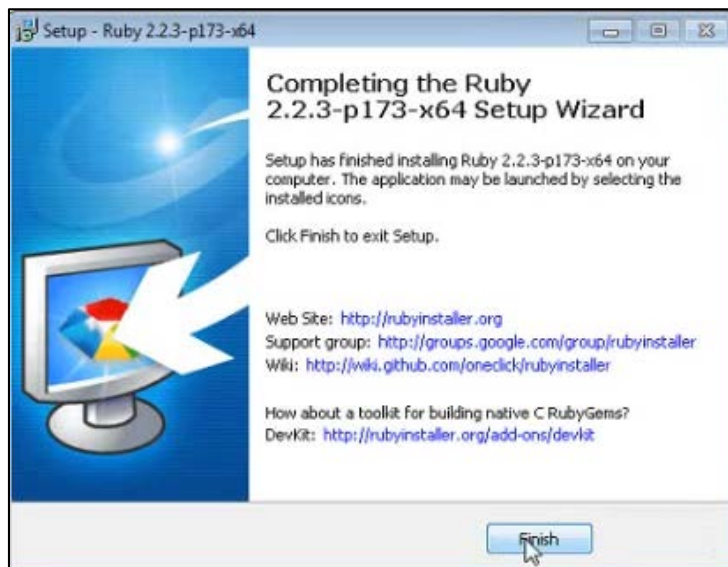 Setup - Ruby 2.2.3-p173-x64
Completing the Ruby
2.2.3-p173-x64 Setup Wizard
Setup has finished installing Ruby 2.2.3-p173-x64 on your
computer. The application may be launched by selecting the
installed icons.
Click Finish to exit Setup.
Web Site: http://rubyinstaller.org
Support group: http://groups.google.com/group/rubyinstaller
Wiki: http://wiki.github.com/oneclick/rubyinstaller
How about a toolkit for building native C RubyGems?
DevKit: http://rubyinstaller.org/add-ons/devkit
Finish